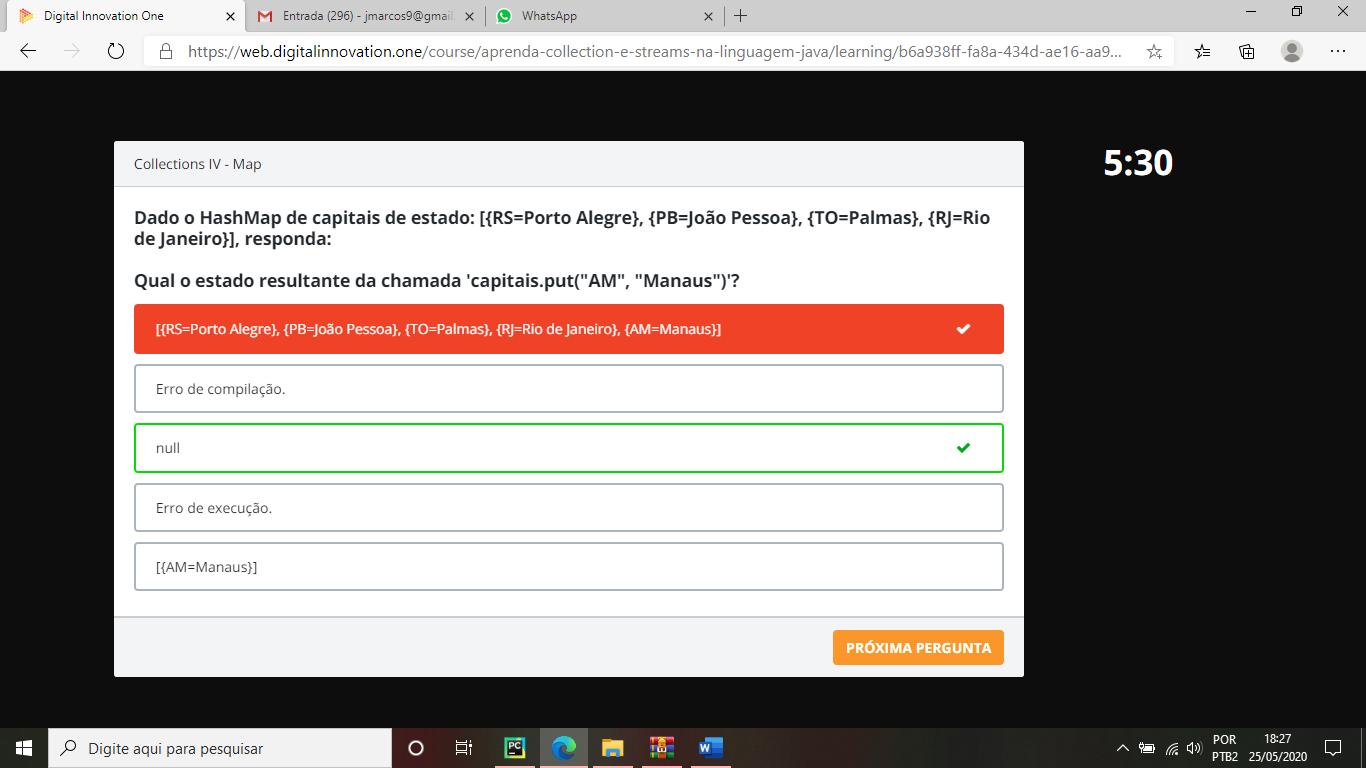 Digital Innovation One
Entrada (296) - jmarcos9@gmail.
WhatsApp
https://web.digitalinnovation.one/course/aprenda-collection-e-streams-na-linguagem-java/learning/b6a938ff-fa8a-434d-ae16-aa9...
Collections IV - Map
5:30
Dado o HashMap de capitais de estado: [{RS=Porto Alegre}, {PB=João Pessoa}, {TO=Palmas}, {RJ=Rio
de Janeiro}], responda:
Qual o estado resultante da chamada 'capitais.put("AM", "Manaus")'?
[{RS=Porto Alegre}, {PB=João Pessoa}, {TO=Palmas}, {RJ=Rio de Janeiro}, {AM=Manaus}]
Erro de compilação.
null
Erro de execução.
[{AM=Manaus}]
PRÓXIMA PERGUNTA
Digite aqui para pesquisar
PC
W
POR
PTB2
18:27
25/05/2020